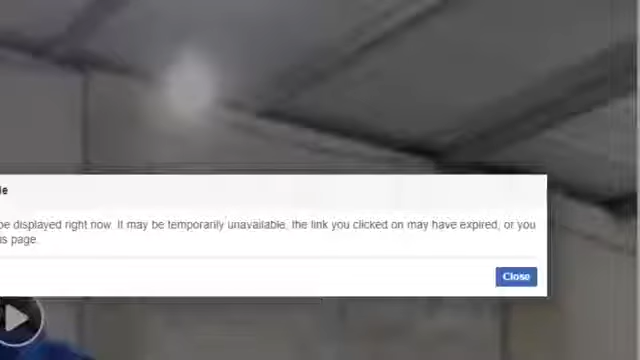 le
be displayed right now. It may be temporarily unavailable, the link you clicked on may have expired, or you
is page.
Close